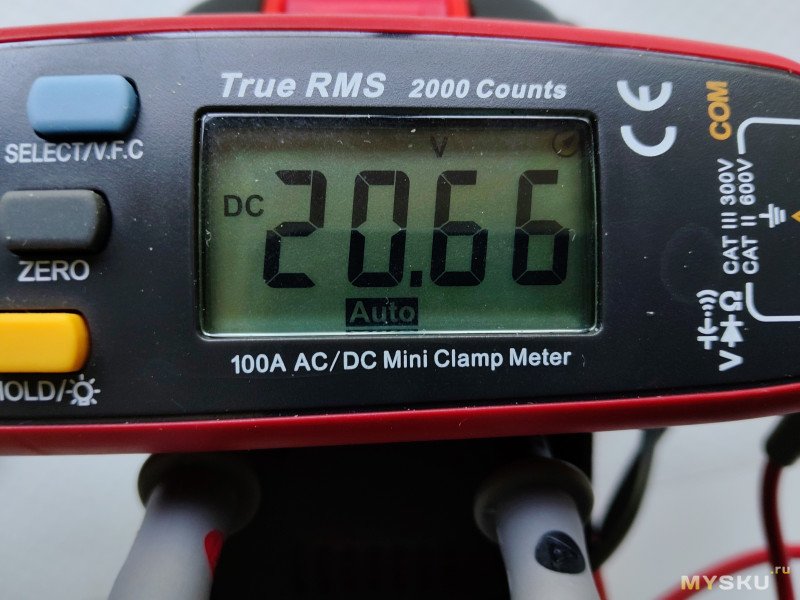 True RMS 2000 Counts
SELECT/V.F.C
V
DC 20.66
ZERO
Auto
HOLD/
100A AC/DC Mini Clamp Meter
CE
COM
CAT III 300V
CAT II 600V
V Ω
MYSKU.ru